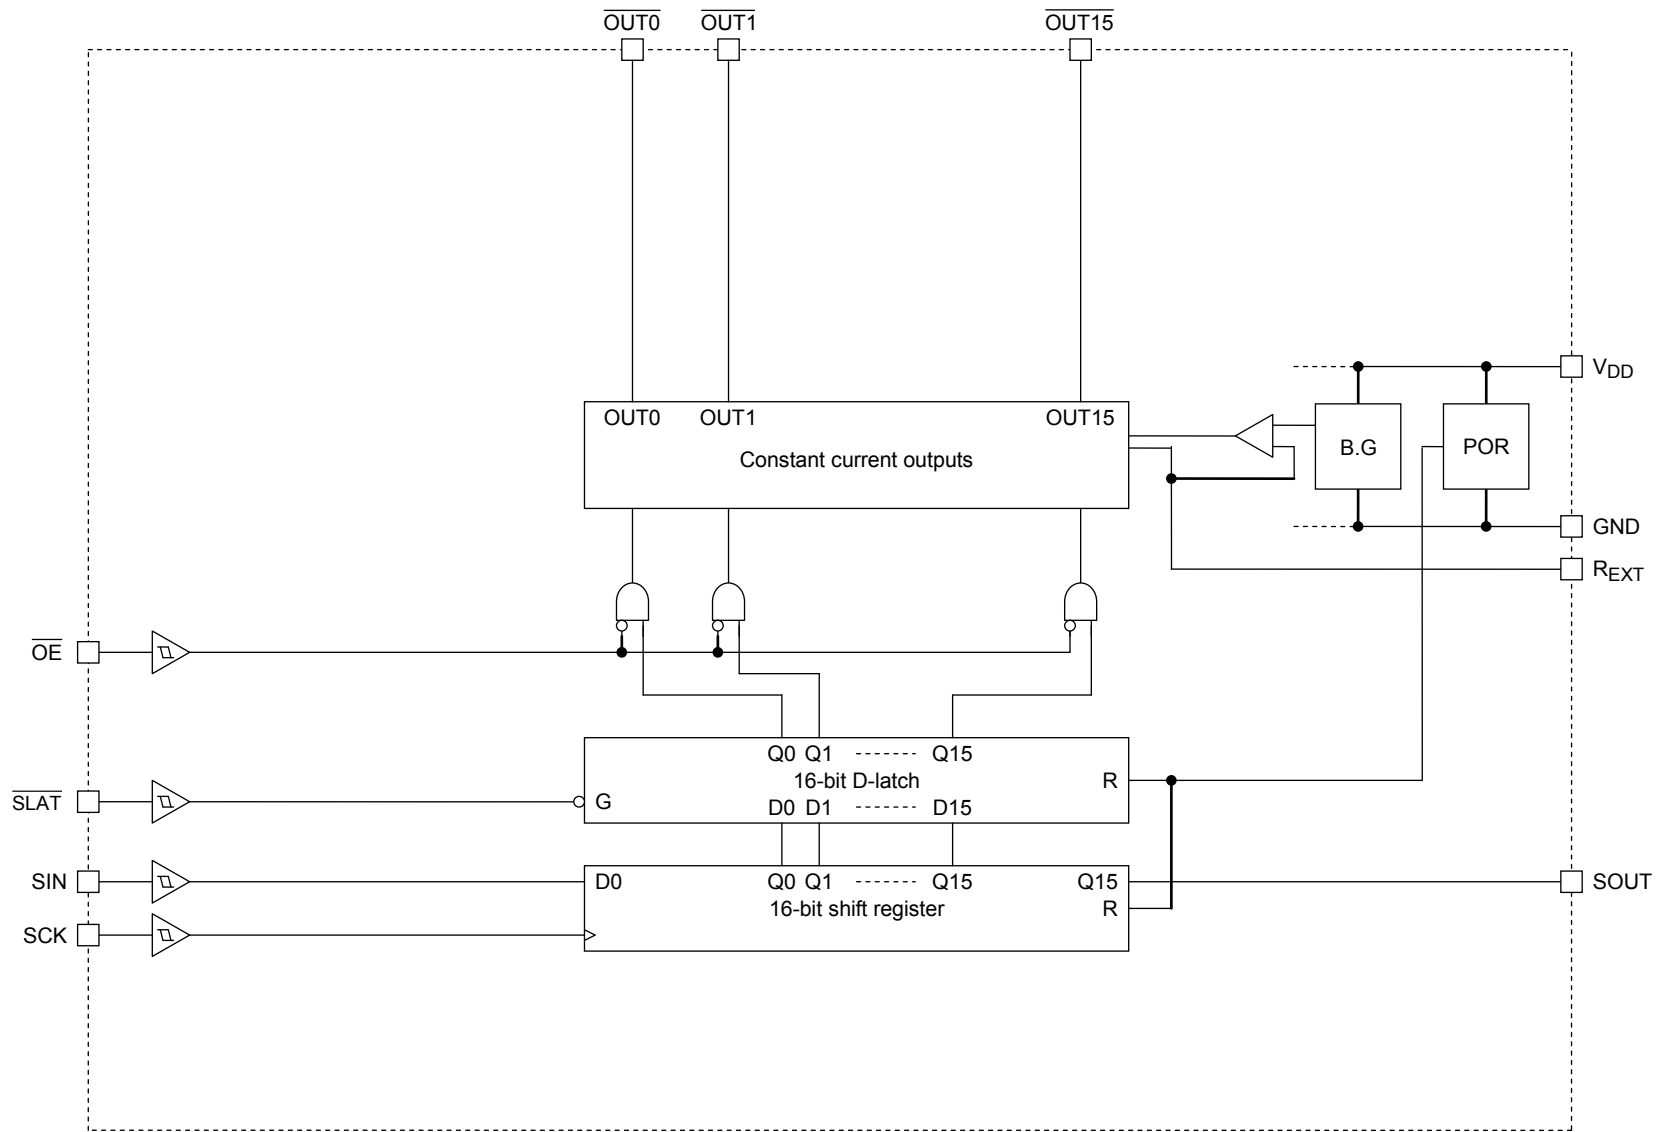 OUT0 OUT1 OUT15
VDD
OUT0 OUT1 OUT15
Constant current outputs
B.G
POR
GND
REXT
OE
Q0 Q1 Q15
16-bit D-latch
R
SLAT
G
D0 D1 D15
SIN
D0
Q0 Q1 Q15
Q15
SOUT
16-bit shift register
R
SCK